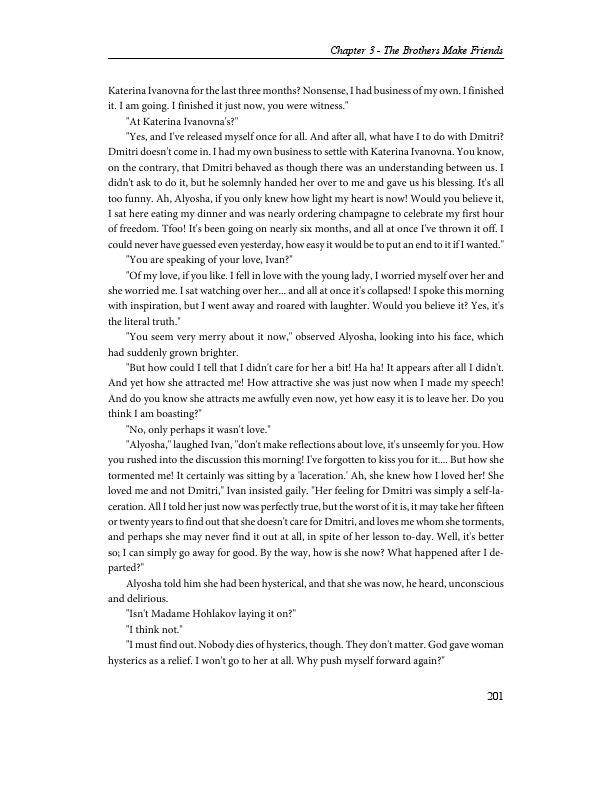 Chapter 3 - The Brothers Make Friends
Katerina Ivanovna for the last three months? Nonsense, I had business of my own. I finished
it. I am going. I finished it just now, you were witness."
"At Katerina Ivanovna's?"
"Yes, and I've released myself once for all. And after all, what have I to do with Dmitri?
Dmitri doesn't come in. I had my own business to settle with Katerina Ivanovna. You know,
on the contrary, that Dmitri behaved as though there was an understanding between us. I
didn't ask to do it, but he solemnly handed her over to me and gave us his blessing. It's all
too funny. Ah, Alyosha, if you only knew how light my heart is now! Would you believe it,
I sat here eating my dinner and was nearly ordering champagne to celebrate my first hour
of freedom. Tfoo! It's been going on nearly six months, and all at once I've thrown it off. I
could never have guessed even yesterday, how easy it would be to put an end to it if I wanted."
"You are speaking of your love, Ivan?"
"Of my love, if you like. I fell in love with the young lady, I worried myself over her and
she worried me. I sat watching over her... and all at once it's collapsed! I spoke this morning
with inspiration, but I went away and roared with laughter. Would you believe it? Yes, it's
the literal truth."
"You seem very merry about it now," observed Alyosha, looking into his face, which
had suddenly grown brighter.
"But how could I tell that I didn't care for her a bit! Ha ha! It appears after all I didn't.
And yet how she attracted me! How attractive she was just now when I made my speech!
And do you know she attracts me awfully even now, yet how easy it is to leave her. Do you
think I am boasting?"
"No, only perhaps it wasn't love."
"Alyosha," laughed Ivan, "don't make reflections about love, it's unseemly for you. How
you rushed into the discussion this morning! I've forgotten to kiss you for it.... But how she
tormented me! It certainly was sitting by a 'laceration.' Ah, she knew how I loved her! She
loved me and not Dmitri," Ivan insisted gaily. "Her feeling for Dmitri was simply a self-la-
ceration. All I told her just now was perfectly true, but the worst of it is, it may take her fifteen
or twenty years to find out that she doesn't care for Dmitri, and loves me whom she torments,
and perhaps she may never find it out at all, in spite of her lesson to-day. Well, it's better
so; I can simply go away for good. By the way, how is she now? What happened after I de-
parted?"
Alyosha told him she had been hysterical, and that she was now, he heard, unconscious
and delirious.
"Isn't Madame Hohlakov laying it on?"
"I think not."
"I must find out. Nobody dies of hysterics, though. They don't matter. God gave woman
hysterics as a relief. I won't go to her at all. Why push myself forward again?"
201